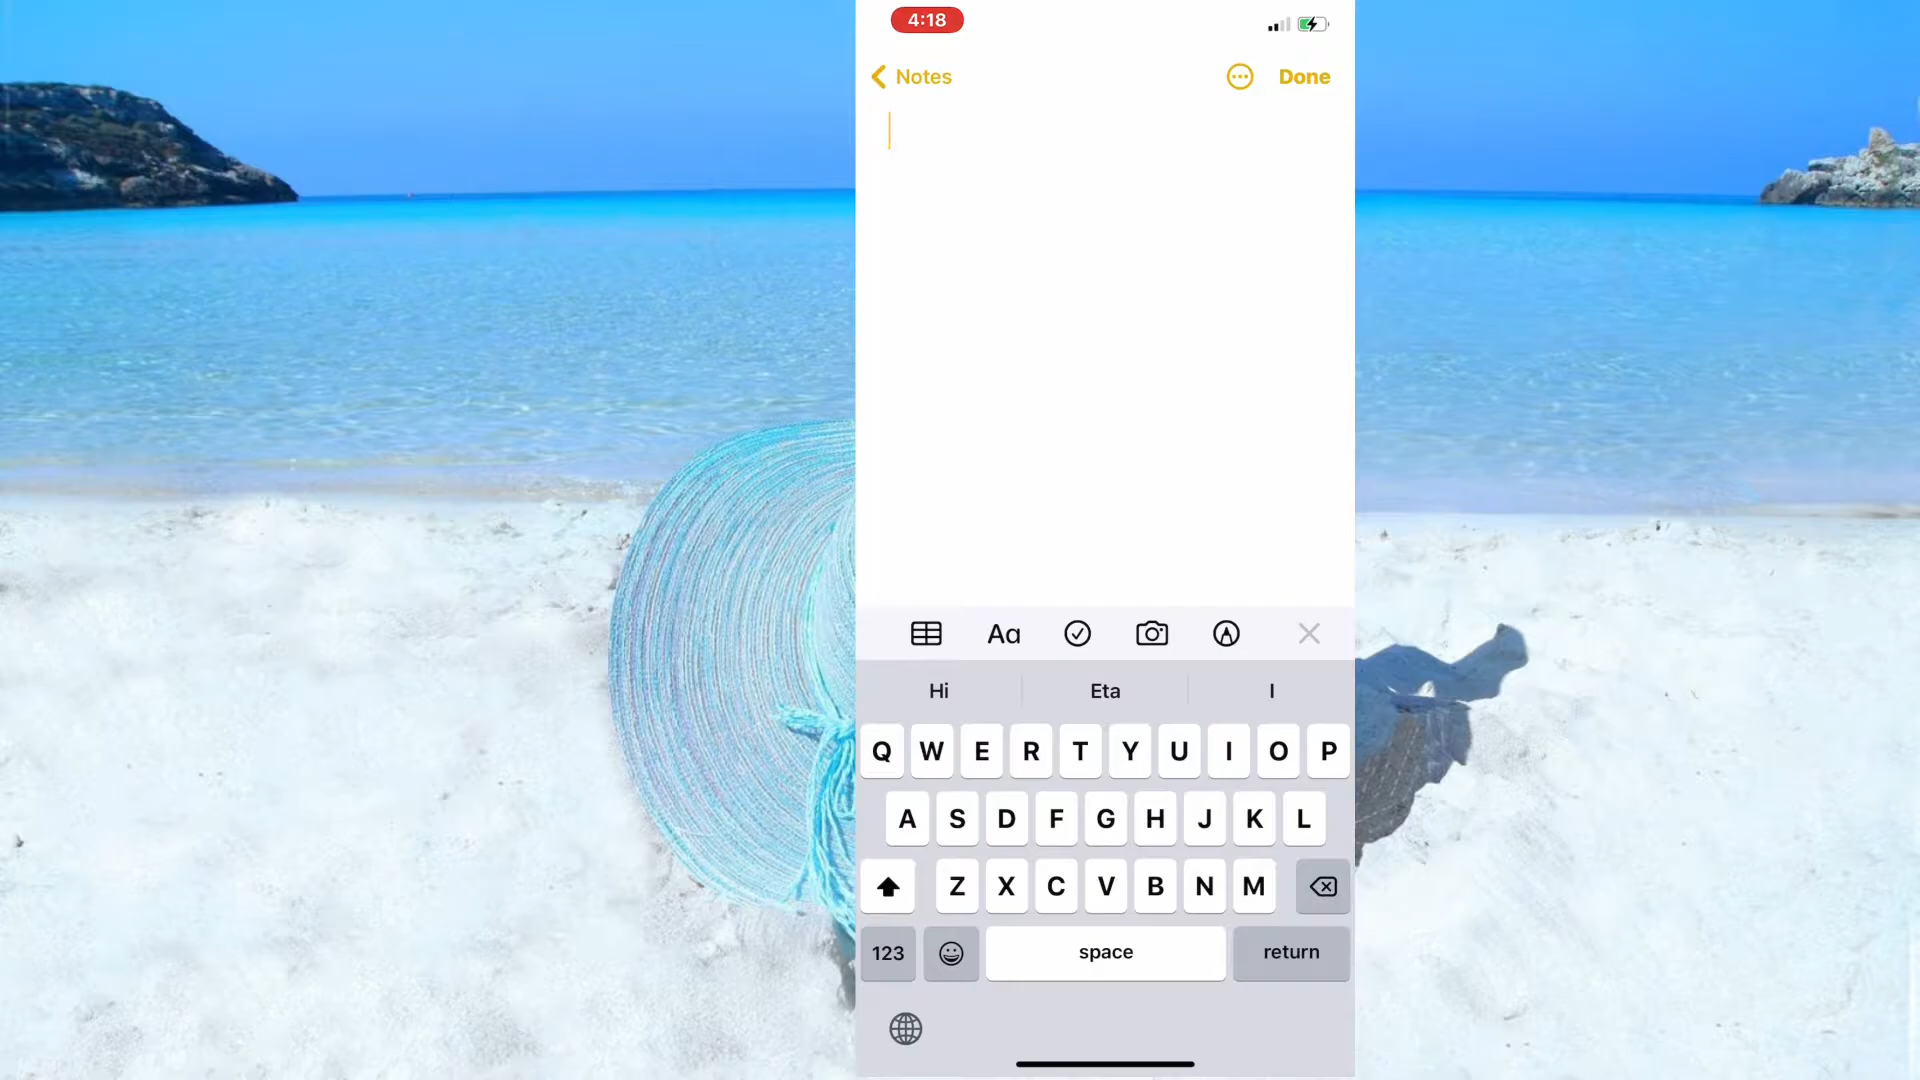 4:18
Notes
Done
Aa
Hi Eta I
Q W E R T Y U I O P
A S D F G H J K L
Z X C V B N M
123 space return